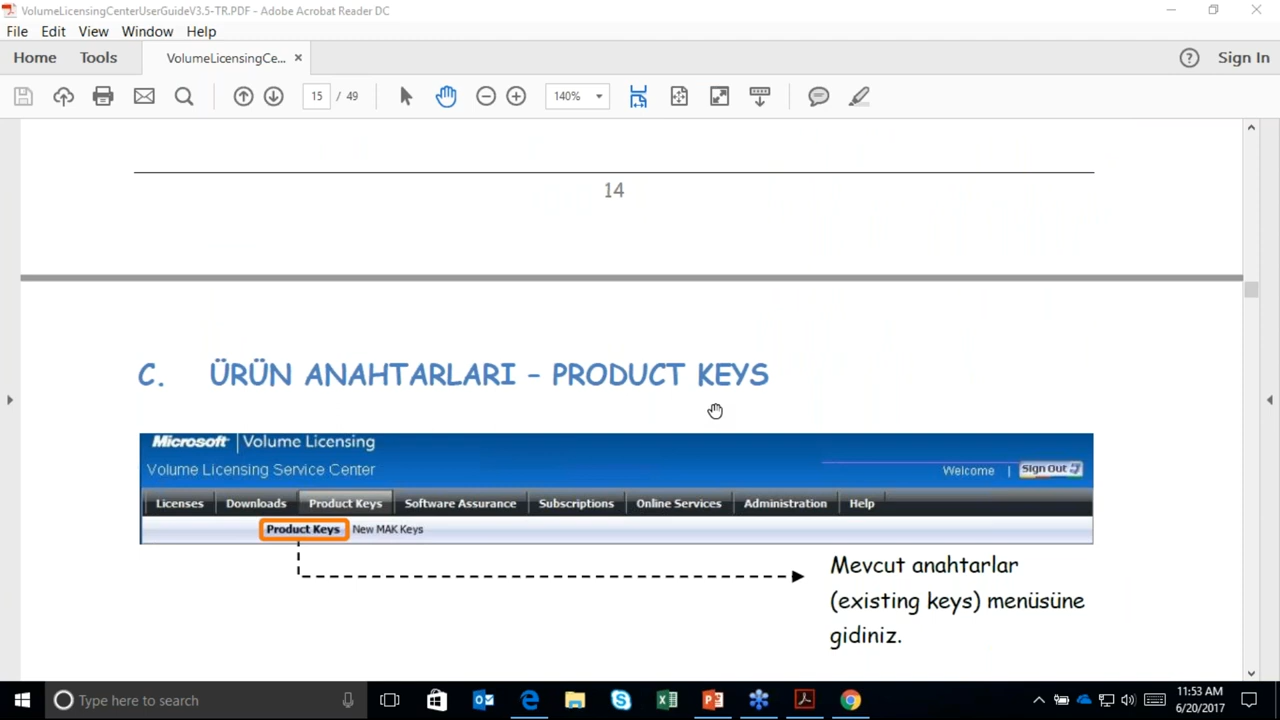 VolumeLicensingCenterUserGuideV3.5-TR.PDF - Adobe Acrobat Reader DC
File Edit View Window Help
Home Tools VolumeLicensingCe... × Sign In
15 / 49 140%
14
C. ÜRÜN ANAHTARLARI – PRODUCT KEYS
Microsoft | Volume Licensing
Volume Licensing Service Center Welcome | Sign Out
Licenses Downloads Product Keys Software Assurance Subscriptions Online Services Administration Help
Product Keys New MAK Keys
Mevcut anahtarlar
(existing keys) menüsüne
gidiniz.
Type here to search
11:53 AM
6/20/2017